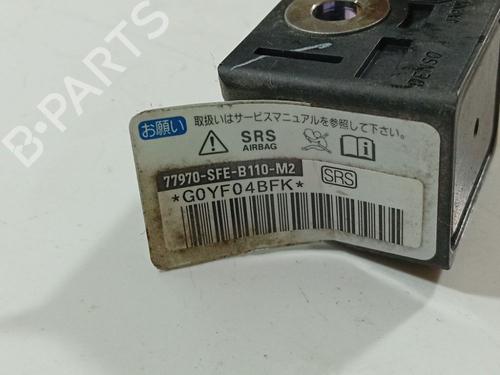 B-PARTS
DENSO
お願い 取扱いはサービスマニュアルを参照して下さい。
SRS
AIRBAG
77970-SFE-B110-M2
SRS
*G0YF04BFK*